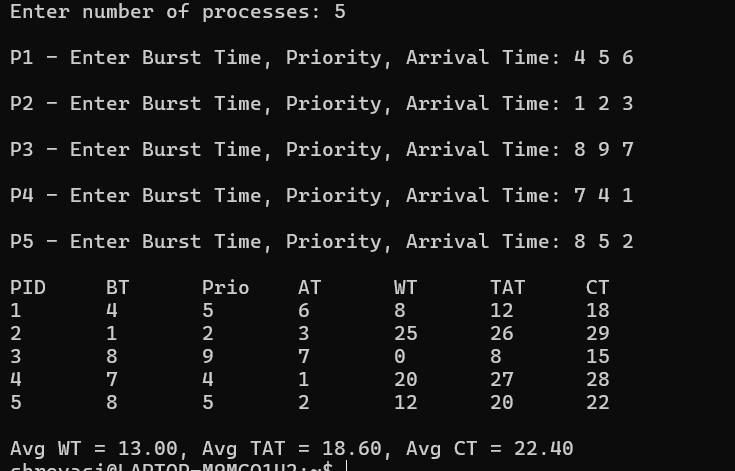 Enter number of processes: 5
P1 - Enter Burst Time, Priority, Arrival Time: 4 5 6
P2 - Enter Burst Time, Priority, Arrival Time: 1 2 3
P3 - Enter Burst Time, Priority, Arrival Time: 8 9 7
P4 - Enter Burst Time, Priority, Arrival Time: 7 4 1
P5 - Enter Burst Time, Priority, Arrival Time: 8 5 2
PID BT Prio AT WT TAT CT
1 4 5 6 8 12 18
2 1 2 3 25 26 29
3 8 9 7 0 8 15
4 7 4 1 20 27 28
5 8 5 2 12 20 22
Avg WT = 13.00, Avg TAT = 18.60, Avg CT = 22.40